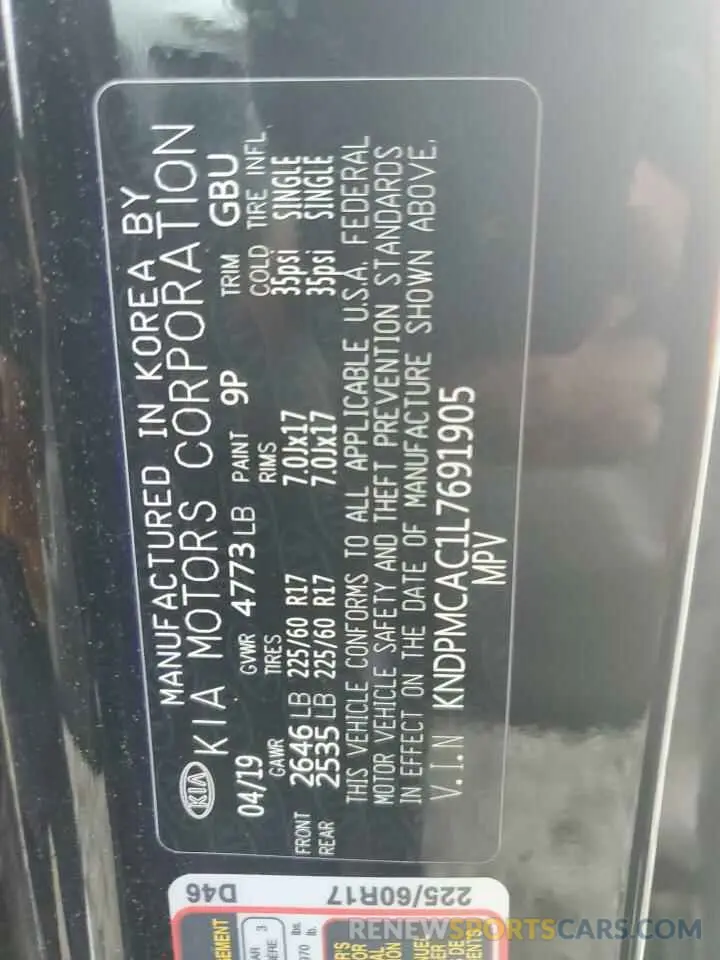 MANUFACTURED IN KOREA BY
KIA KIA MOTORS CORPORATION
04/19 GVWR 4773LB PAINT 9P TRIM GBU
GAWR TIRES RIMS COLD TIRE INFL
FRONT 2646LB 225/60 R17 7.0Jx17 35psi SINGLE
REAR 2535LB 225/60 R17 7.0Jx17 35psi SINGLE
THIS VEHICLE CONFORMS TO ALL APPLICABLE U.S.A. FEDERAL
MOTOR VEHICLE SAFETY AND THEFT PREVENTION STANDARDS
IN EFFECT ON THE DATE OF MANUFACTURE SHOWN ABOVE.
V.I.N KNDPMCAC1L7691905
MPV
225/60R17 D46
RENEWSPORTSCARS.COM